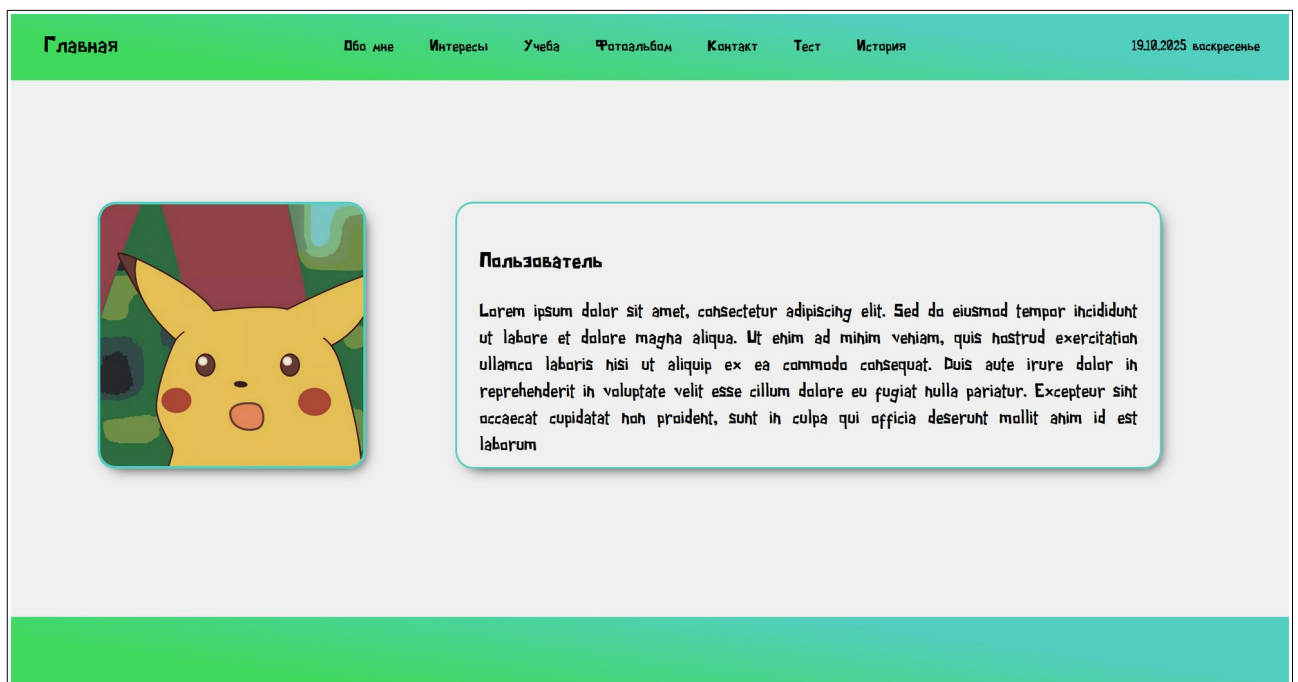 Главная
Обо мне Интересы Учеба Фотоальбом Контакт Тест История
19.10.2025 воскресенье
Пользователь
Lorem ipsum dolor sit amet, consectetur adipiscing elit. Sed do eiusmod tempor incididunt
ut labore et dolore magna aliqua. Ut enim ad minim veniam, quis nostrud exercitation
ullamco laboris nisi ut aliquip ex ea commodo consequat. Duis aute irure dolor in
reprehenderit in voluptate velit esse cillum dolore eu fugiat nulla pariatur. Excepteur sint
occaecat cupidatat non proident, sunt in culpa qui officia deserunt mollit anim id est
laborum